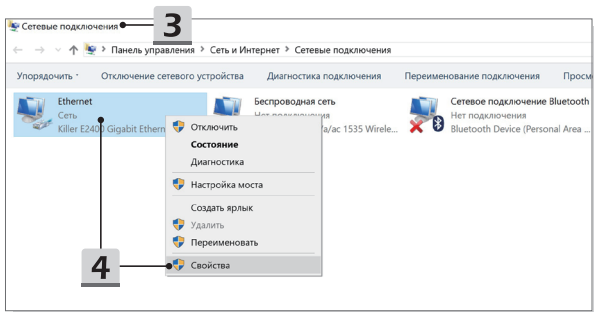 Сетевые подключения
3
Панель управления > Сеть и Интернет > Сетевые подключения
Упорядочить Отключение сетевого устройства Диагностика подключения Переименование подключения Просм
Ethernet
Сеть
Killer E2400 Gigabit Ethern
Беспроводная сеть
Нет подключения
/ac 1535 Wirele...
Сетевое подключение Bluetooth
Нет подключения
Bluetooth Device (Personal Area ...
Отключить
Состояние
Диагностика
Настройка моста
Создать ярлык
Удалить
Переименовать
4
Свойства